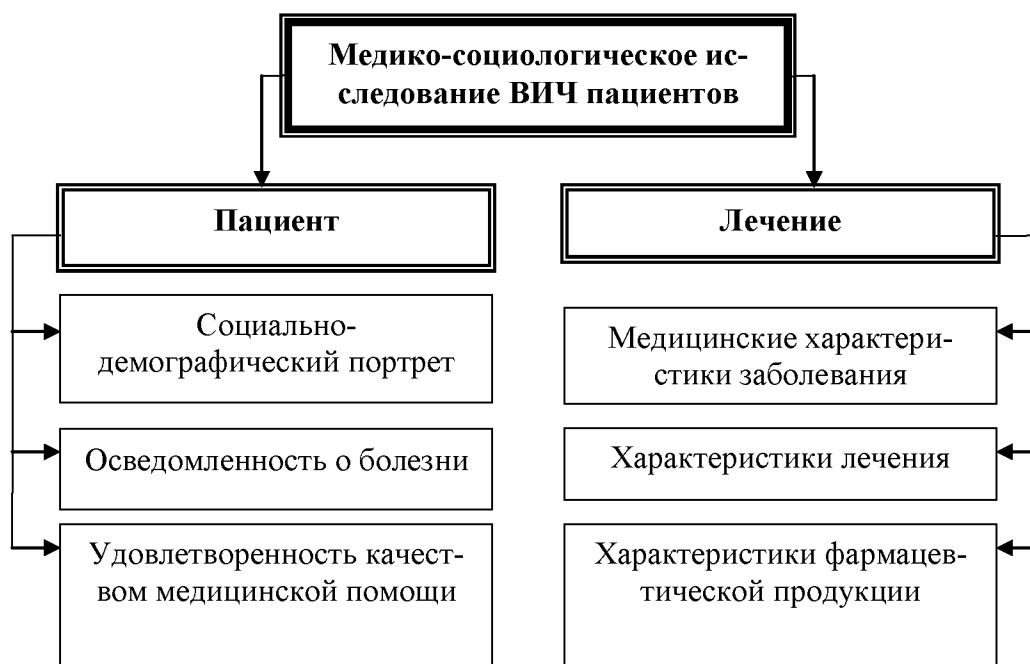 Медико-социологическое ис-
следование ВИЧ пациентов
Пациент
Социально-
демографический портрет
Осведомленность о болезни
Удовлетворенность качест-
вом медицинской помощи
Лечение
Медицинские характери-
стики заболевания
Характеристики лечения
Характеристики фармацев-
тической продукции